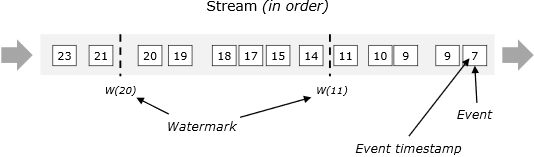 Stream (in order)
23 21 20 19 18 17 15 14 11 10 9 9 7
W(20) W(11)
Watermark
Event
Event timestamp